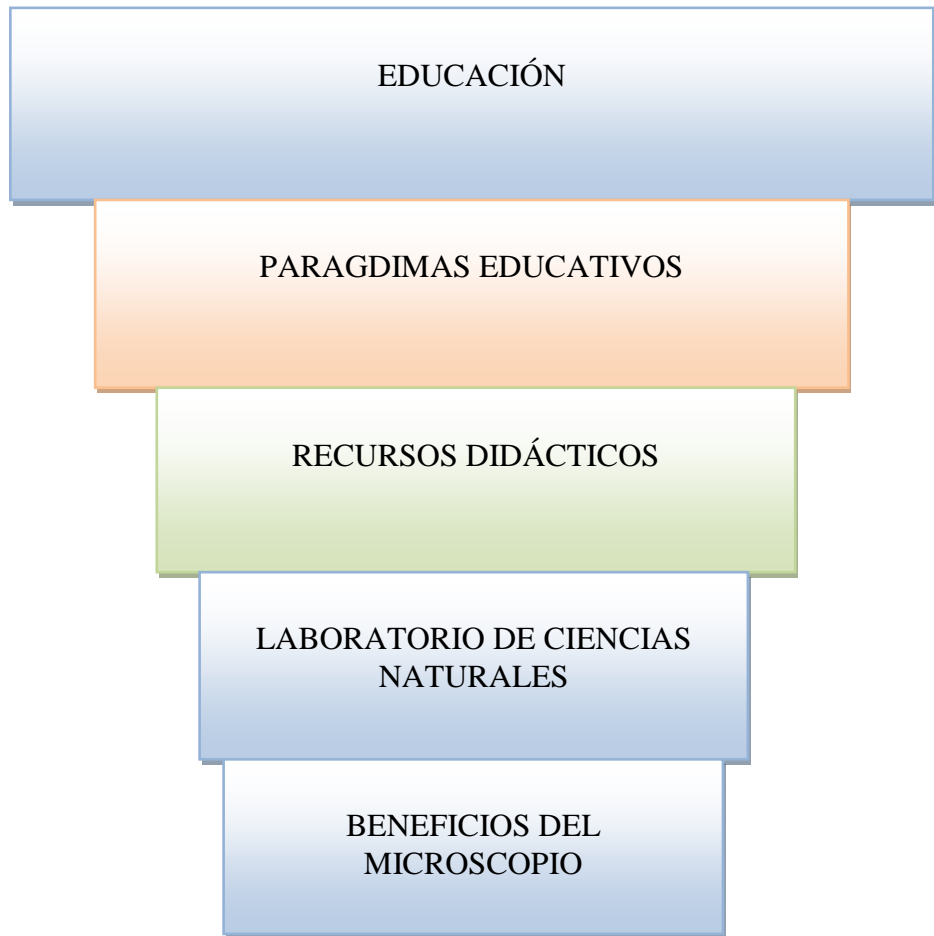 EDUCACIÓN
PARAGDIMAS EDUCATIVOS
RECURSOS DIDÁCTICOS
LABORATORIO DE CIENCIAS
NATURALES
BENEFICIOS DEL
MICROSCOPIO